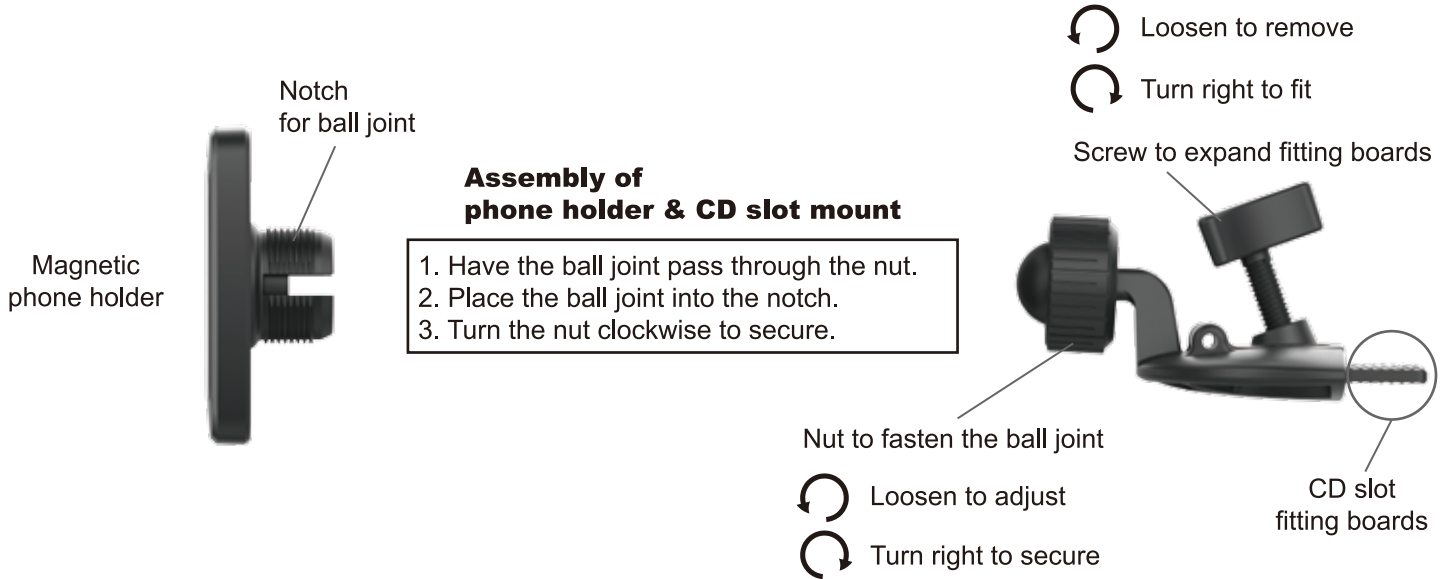 Loosen to remove
Turn right to fit
Screw to expand fitting boards
Notch
for ball joint
Magnetic
phone holder
Assembly of
phone holder & CD slot mount
1. Have the ball joint pass through the nut.
2. Place the ball joint into the notch.
3. Turn the nut clockwise to secure.
Nut to fasten the ball joint
Loosen to adjust
Turn right to secure
CD slot
fitting boards